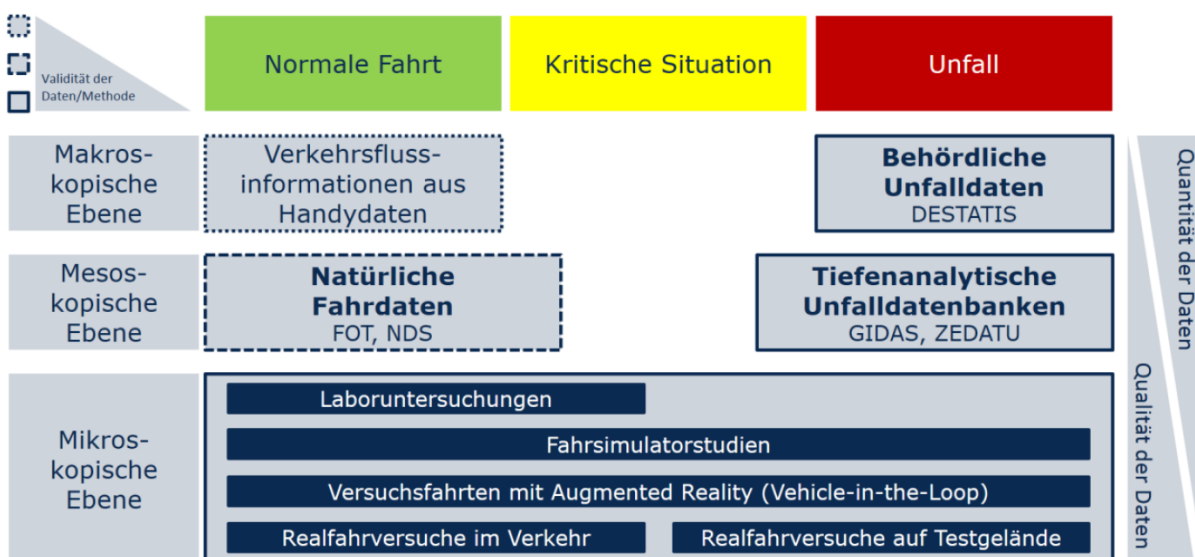 Validität der
Daten/Methode
Normale Fahrt
Kritische Situation
Unfall
Makros-
kopische
Ebene
Verkehrsfluss-
informationen aus
Handydaten
Behördliche
Unfalldaten
DESTATIS
Mesos-
kopische
Ebene
Natürliche
Fahrdaten
FOT, NDS
Tiefenanalytische
Unfalldatenbanken
GIDAS, ZEDATU
Mikros-
kopische
Ebene
Laboruntersuchungen
Fahrsimulatorstudien
Versuchsfahrten mit Augmented Reality (Vehicle-in-the-Loop)
Realfahrversuche im Verkehr
Realfahrversuche auf Testgelände
Quantität der Daten
Qualität der Daten